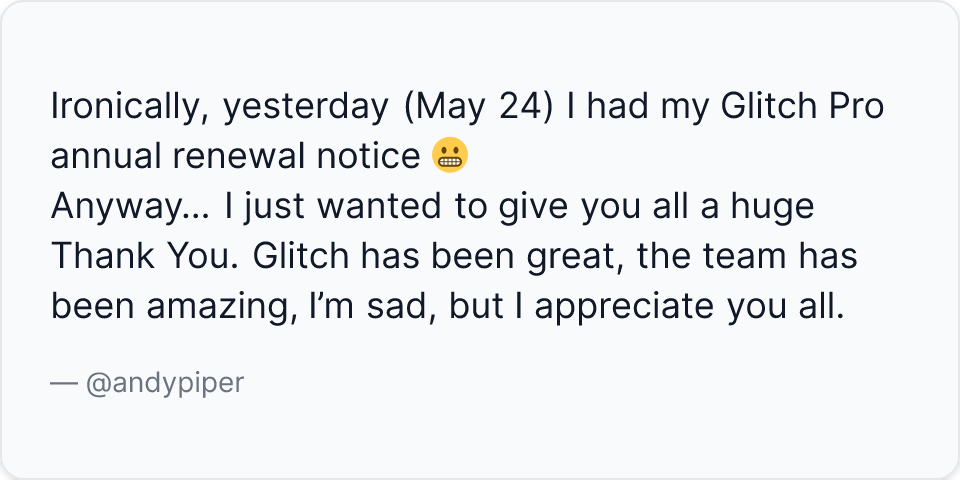 Ironically, yesterday (May 24) I had my Glitch Pro
annual renewal notice 😬
Anyway... I just wanted to give you all a huge
Thank You. Glitch has been great, the team has
been amazing, I’m sad, but I appreciate you all.
— @andypiper